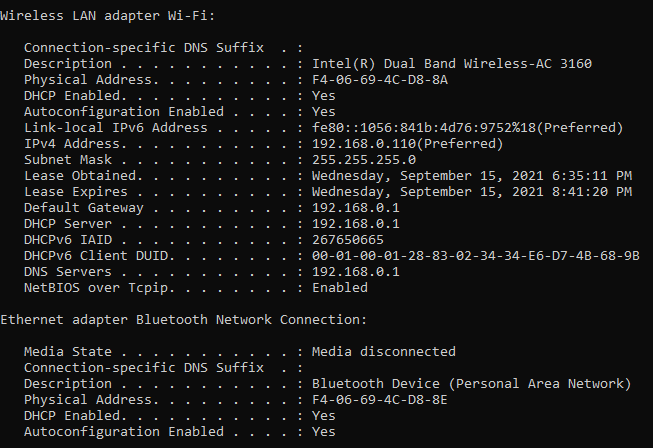 Wireless LAN adapter Wi-Fi:
Connection-specific DNS Suffix  . :
Description . . . . . . . . . . . : Intel(R) Dual Band Wireless-AC 3160
Physical Address. . . . . . . . . : F4-06-69-4C-D8-8A
DHCP Enabled. . . . . . . . . . . : Yes
Autoconfiguration Enabled . . . . : Yes
Link-local IPv6 Address . . . . . : fe80::1056:841b:4d76:9752%18(Preferred)
IPv4 Address. . . . . . . . . . . : 192.168.0.110(Preferred)
Subnet Mask . . . . . . . . . . . : 255.255.255.0
Lease Obtained. . . . . . . . . . : Wednesday, September 15, 2021 6:35:11 PM
Lease Expires . . . . . . . . . . : Wednesday, September 15, 2021 8:41:20 PM
Default Gateway . . . . . . . . . : 192.168.0.1
DHCP Server . . . . . . . . . . . : 192.168.0.1
DHCPv6 IAID . . . . . . . . . . . : 267650665
DHCPv6 Client DUID. . . . . . . . : 00-01-00-01-28-83-02-34-34-E6-D7-4B-68-9B
DNS Servers . . . . . . . . . . . : 192.168.0.1
NetBIOS over Tcpip. . . . . . . . : Enabled
Ethernet adapter Bluetooth Network Connection:
Media State . . . . . . . . . . . : Media disconnected
Connection-specific DNS Suffix  . :
Description . . . . . . . . . . . : Bluetooth Device (Personal Area Network)
Physical Address. . . . . . . . . : F4-06-69-4C-D8-8E
DHCP Enabled. . . . . . . . . . . : Yes
Autoconfiguration Enabled . . . . : Yes